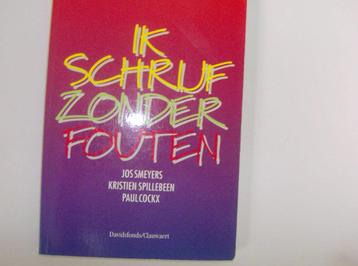 IK
SCHRIJF
ZONDER
FOUTEN
JOS SMEYERS
KRISTIEN SPILLEBEEN
PAUL COCKX
Davidsfonds/Clauwaert